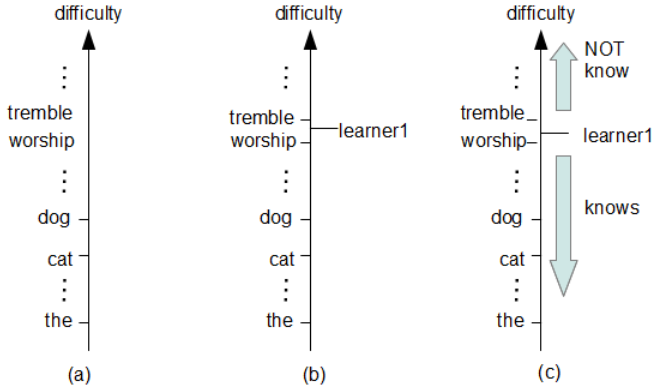 difficulty
⋮
tremble
worship
⋮
dog
cat
⋮
the
(a)
difficulty
⋮
tremble
worship
learner1
⋮
dog
cat
⋮
the
(b)
difficulty
NOT
know
⋮
tremble
worship
learner1
⋮
knows
dog
cat
⋮
the
(c)